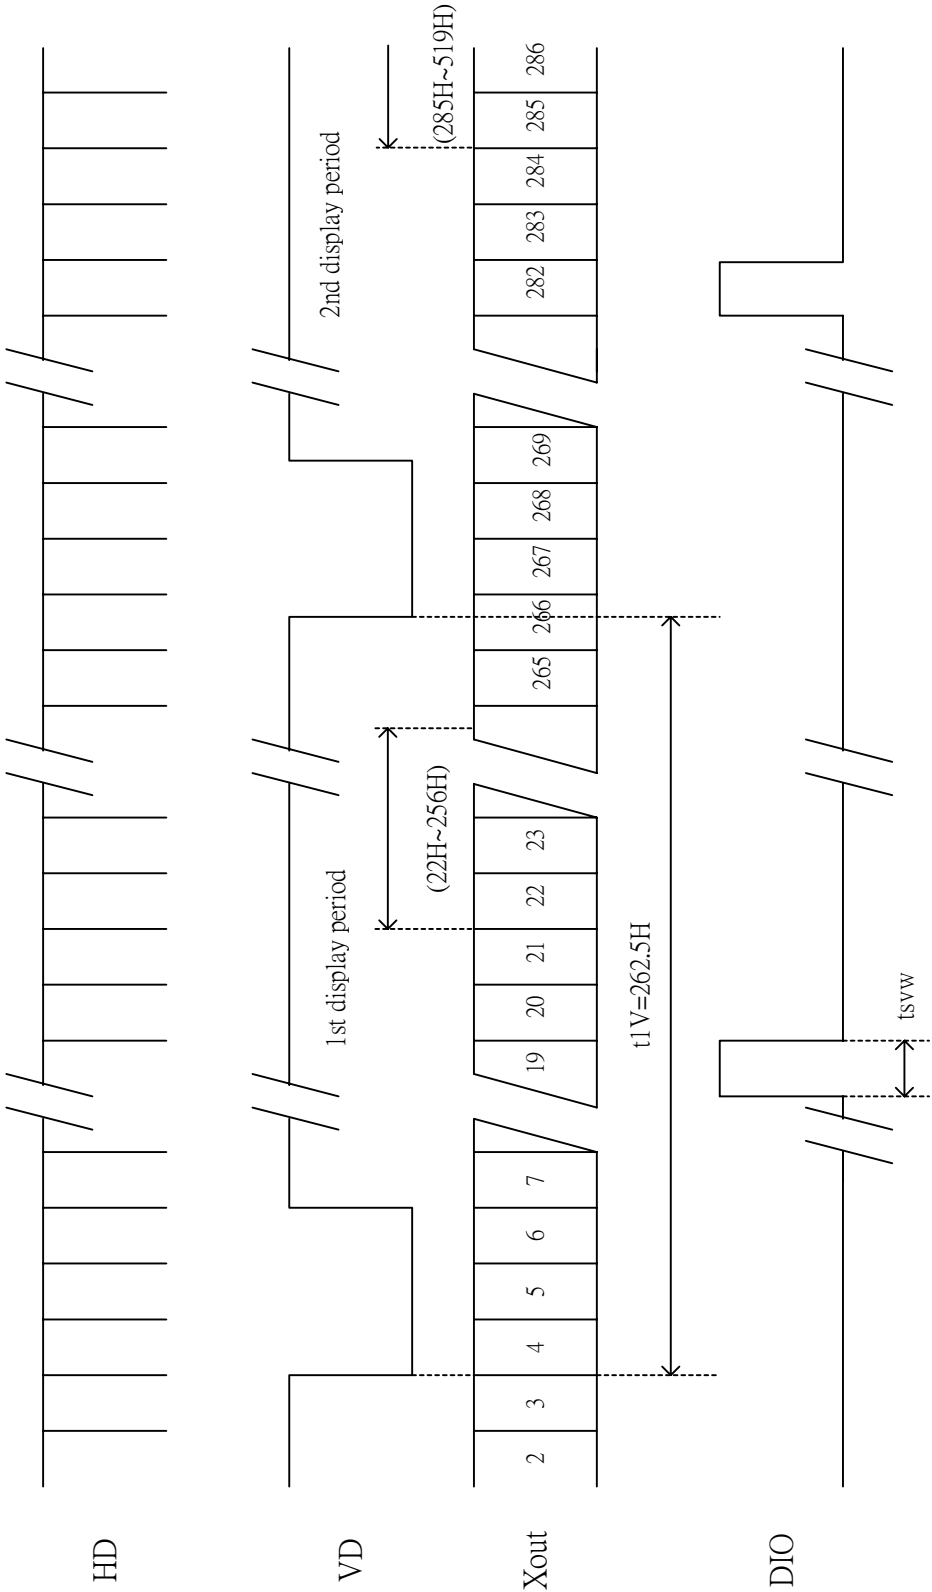 HD
VD
1st display period
2nd display period
(22H~256H)
(285H~519H)
Xout
2 3 4 5 6 7 19 20 21 22 23 265 266 267 268 269 282 283 284 285 286
t1V=262.5H
DIO
tsvw